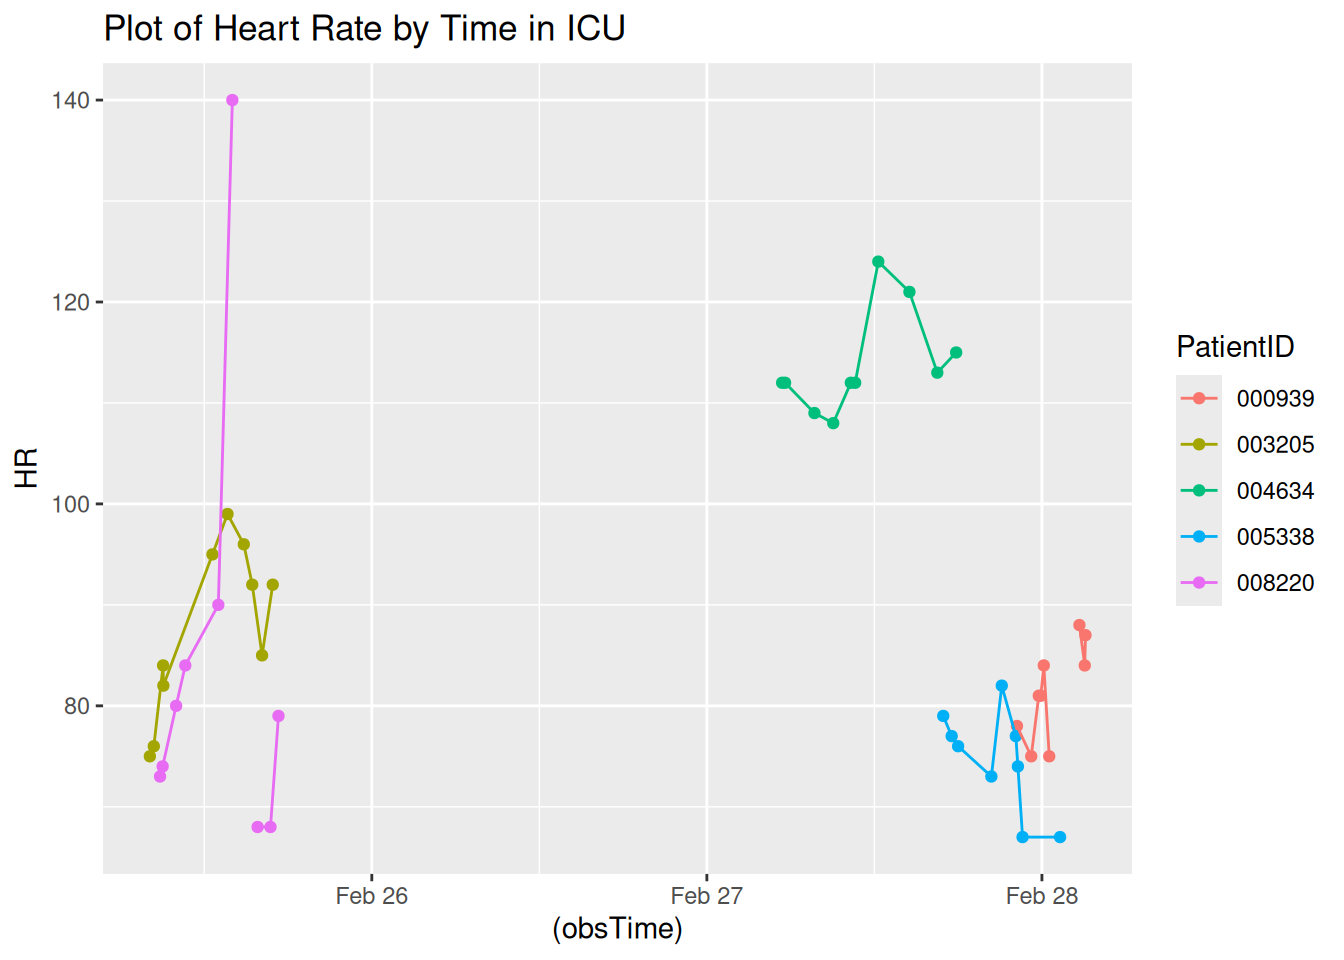 Plot of Heart Rate by Time in ICU
140
120
100
80
HR
Feb 26
Feb 27
Feb 28
(obsTime)
PatientID
000939
003205
004634
005338
008220